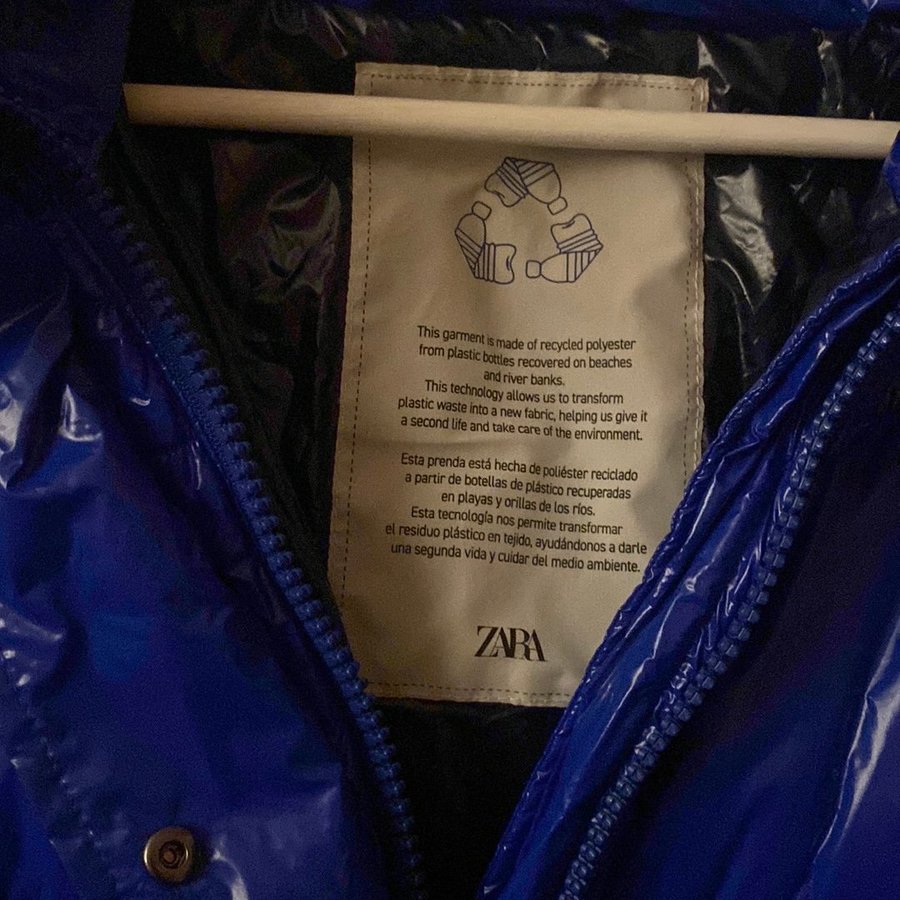 This garment is made of recycled polyester
from plastic bottles recovered on beaches
and river banks.
This technology allows us to transform
plastic waste into a new fabric, helping us give it
a second life and take care of the environment.
Esta prenda está hecha de poliéster reciclado
a partir de botellas de plástico recuperadas
en playas y orillas de los ríos.
Esta tecnología nos permite transformar
el residuo plástico en tejido, ayudándonos a darle
una segunda vida y cuidar del medio ambiente.
ZARA